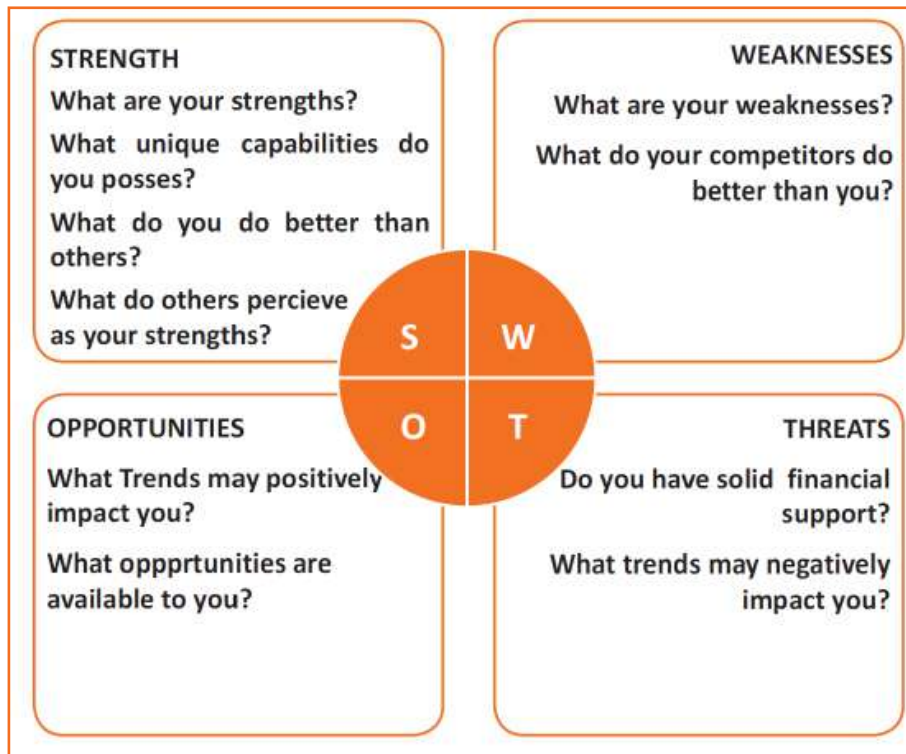 STRENGTH
What are your strengths?
What unique capabilities do
you posses?
What do you do better than
others?
What do others percieve
as your strengths?
WEAKNESSES
What are your weaknesses?
What do your competitors do
better than you?
S
W
O
T
OPPORTUNITIES
What Trends may positively
impact you?
What oppprtunities are
available to you?
THREATS
Do you have solid financial
support?
What trends may negatively
impact you?